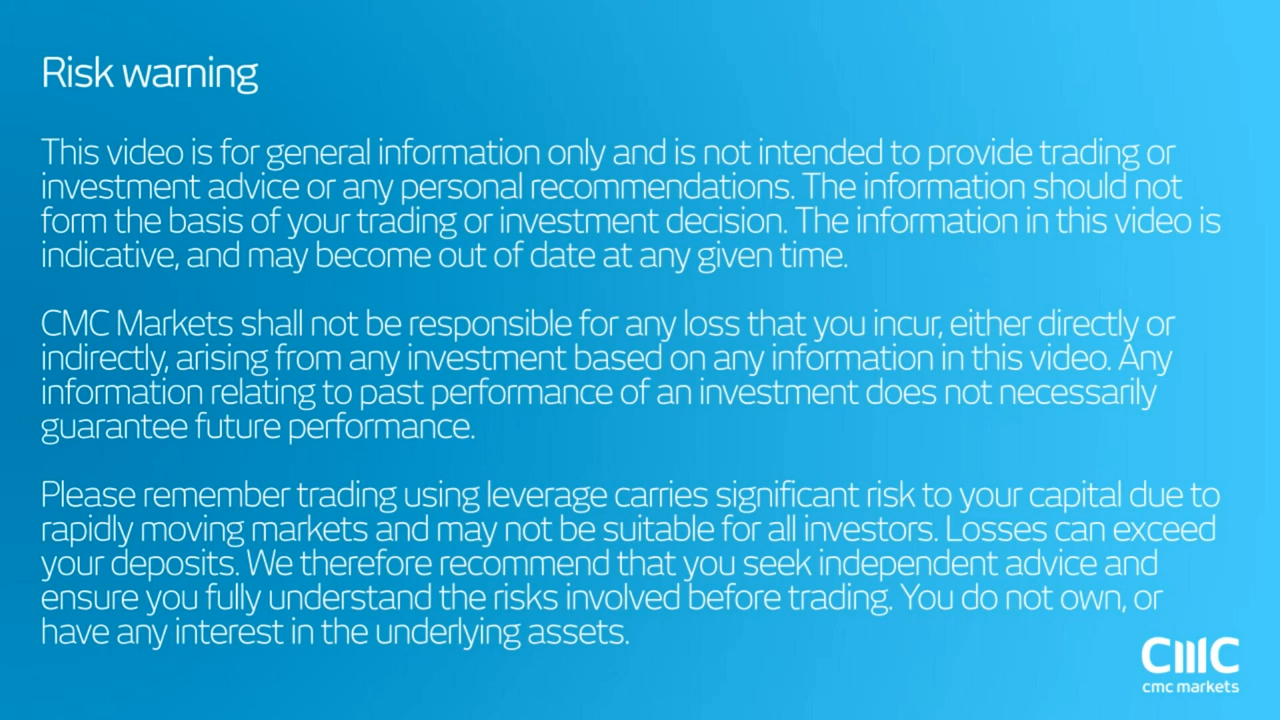 Risk warning
This video is for general information only and is not intended to provide trading or
investment advice or any personal recommendations. The information should not
form the basis of your trading or investment decision. The information in this video is
indicative, and may become out of date at any given time.
CMC Markets shall not be responsible for any loss that you incur, either directly or
indirectly, arising from any investment based on any information in this video. Any
information relating to past performance of an investment does not necessarily
guarantee future performance.
Please remember trading using leverage carries significant risk to your capital due to
rapidly moving markets and may not be suitable for all investors. Losses can exceed
your deposits. We therefore recommend that you seek independent advice and
ensure you fully understand the risks involved before trading. You do not own, or
have any interest in the underlying assets.
CMC
cmc markets